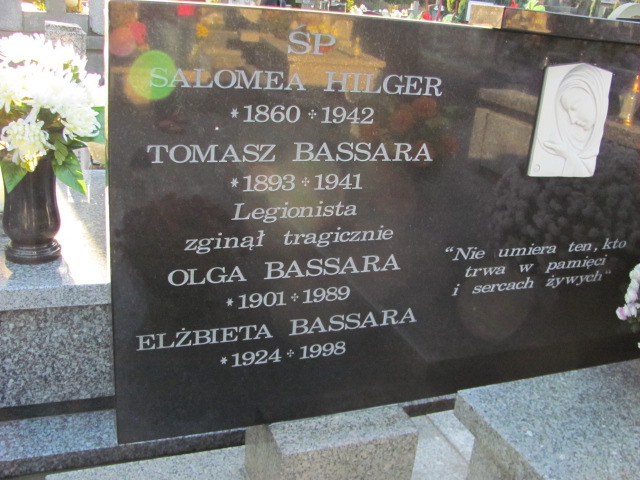 ŚP
SALOMEA HILGER
*1860 ÷ 1942
TOMASZ BASSARA
*1893 ÷ 1941
Legionista
zginął tragicznie
OLGA BASSARA
*1901 ÷ 1989
ELŻBIETA BASSARA
*1924 ÷ 1998
"Nie umiera ten, kto
trwa w pamięci
i sercach żywych"